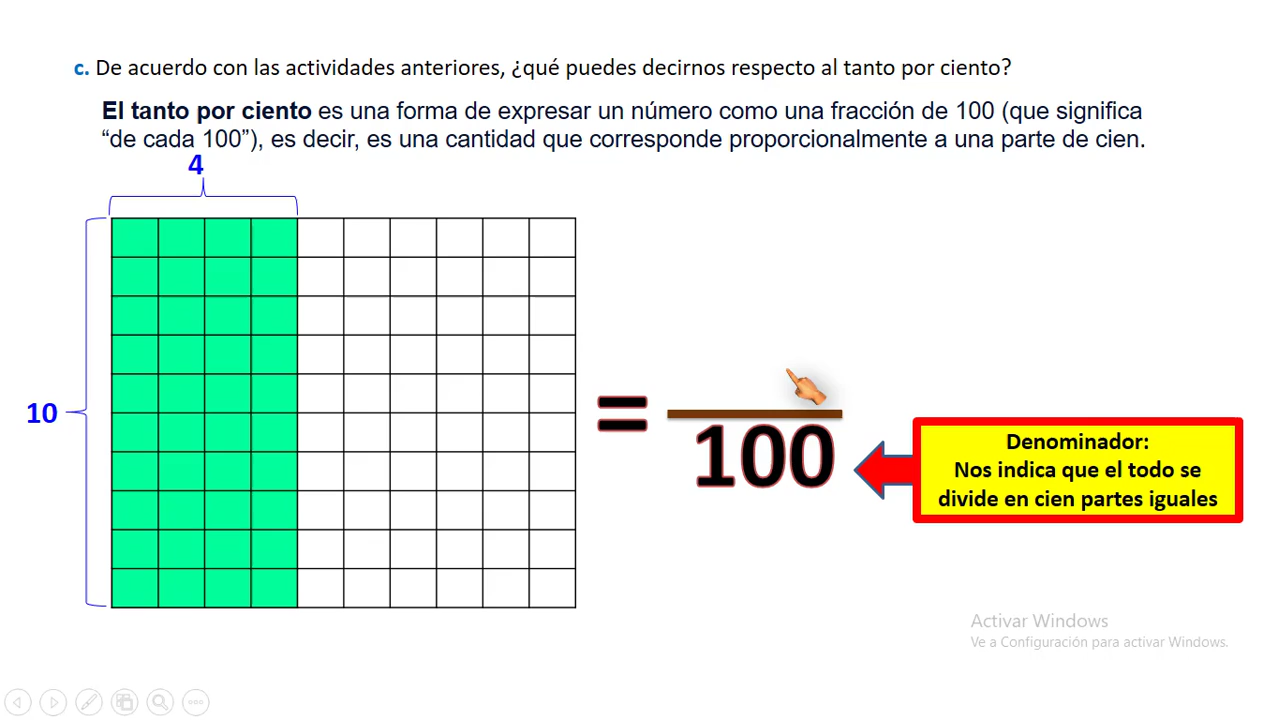 c. De acuerdo con las actividades anteriores, ¿qué puedes decirnos respecto al tanto por ciento?
El tanto por ciento es una forma de expresar un número como una fracción de 100 (que significa
“de cada 100”), es decir, es una cantidad que corresponde proporcionalmente a una parte de cien.
4
10
=
100
Denominador:
Nos indica que el todo se
divide en cien partes iguales
Activar Windows
Ve a Configuración para activar Windows.